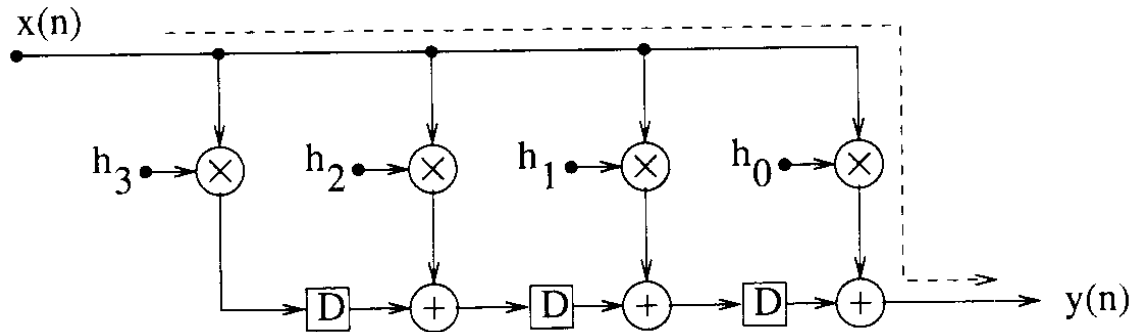 x(n)
h₃ × h₂ × h₁ × h₀ ×
D + D + D + y(n)